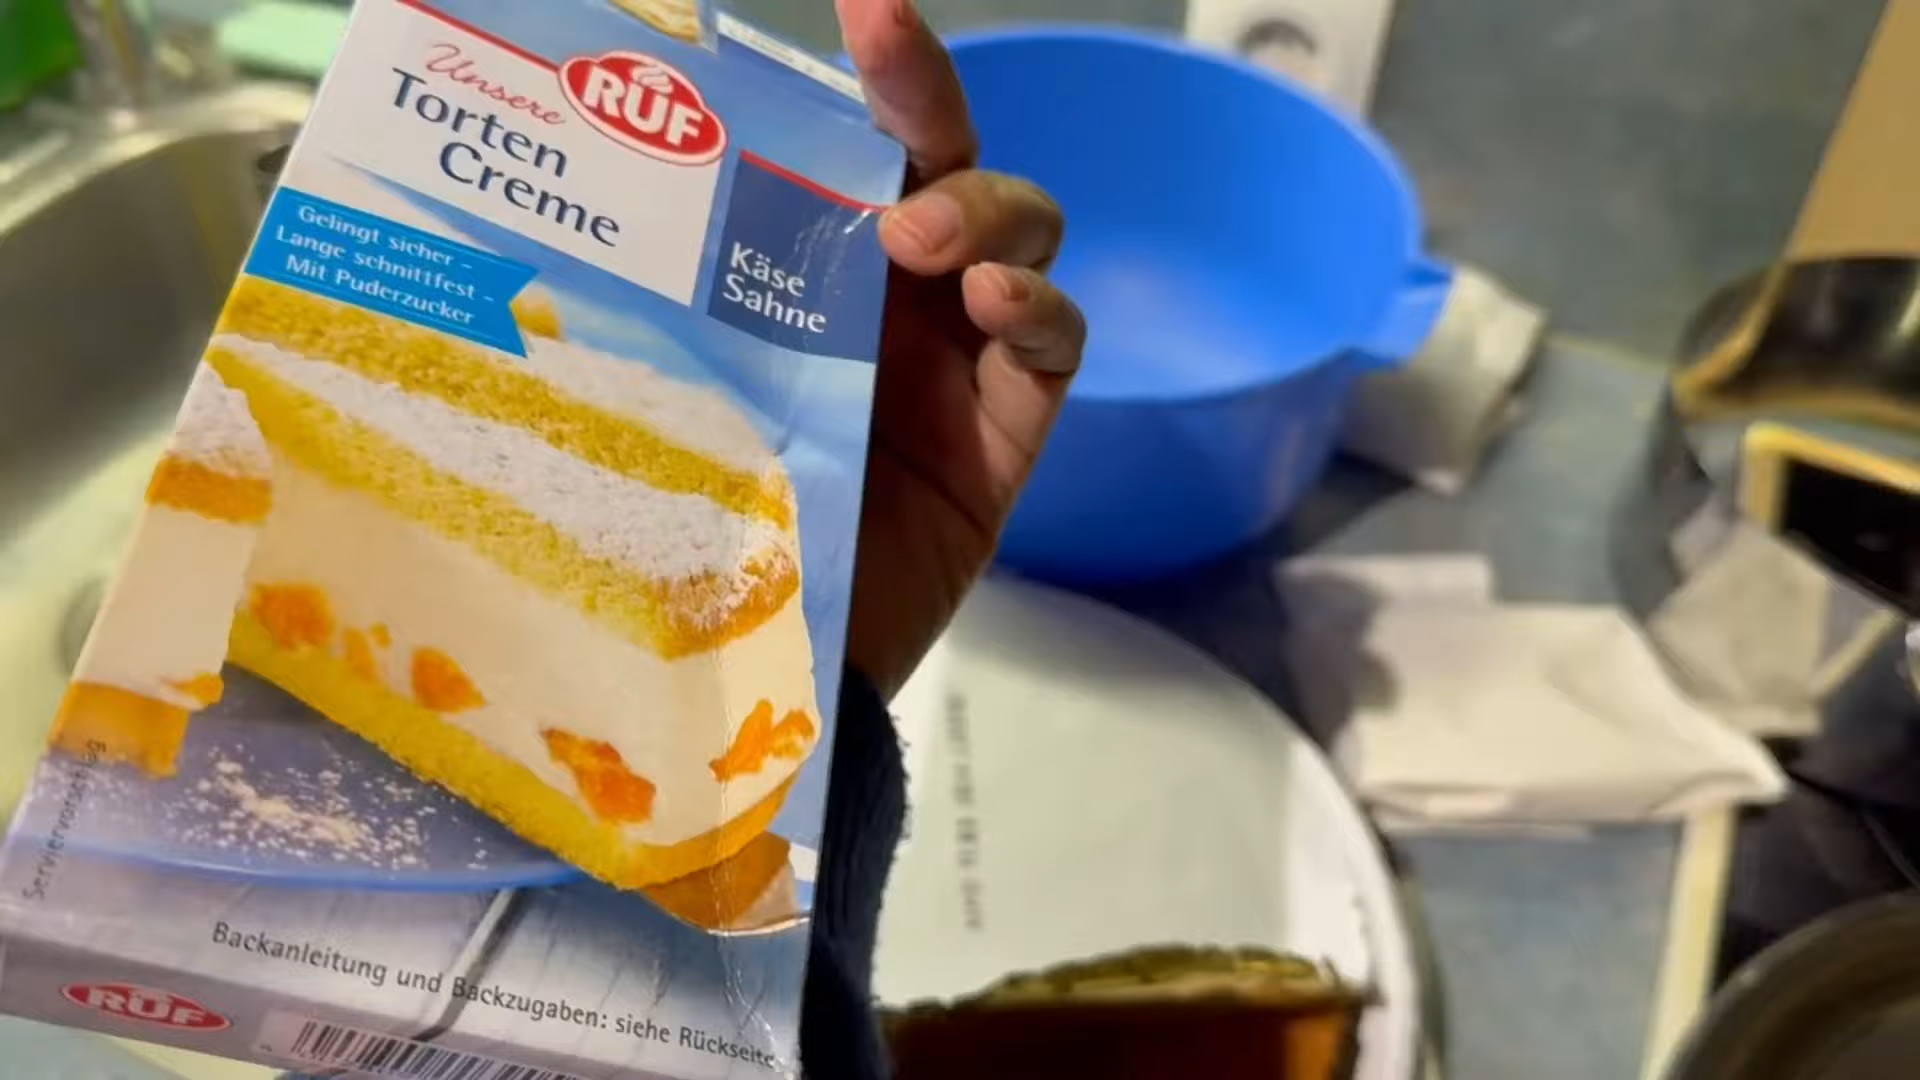 Unsere
RUF
Torten
Creme
Käse
Sahne
Gelingt sicher -
Lange schnittfest -
Mit Puderzucker
Serviervorschlag
Backanleitung und Backzugaben: siehe Rückseite
RUF